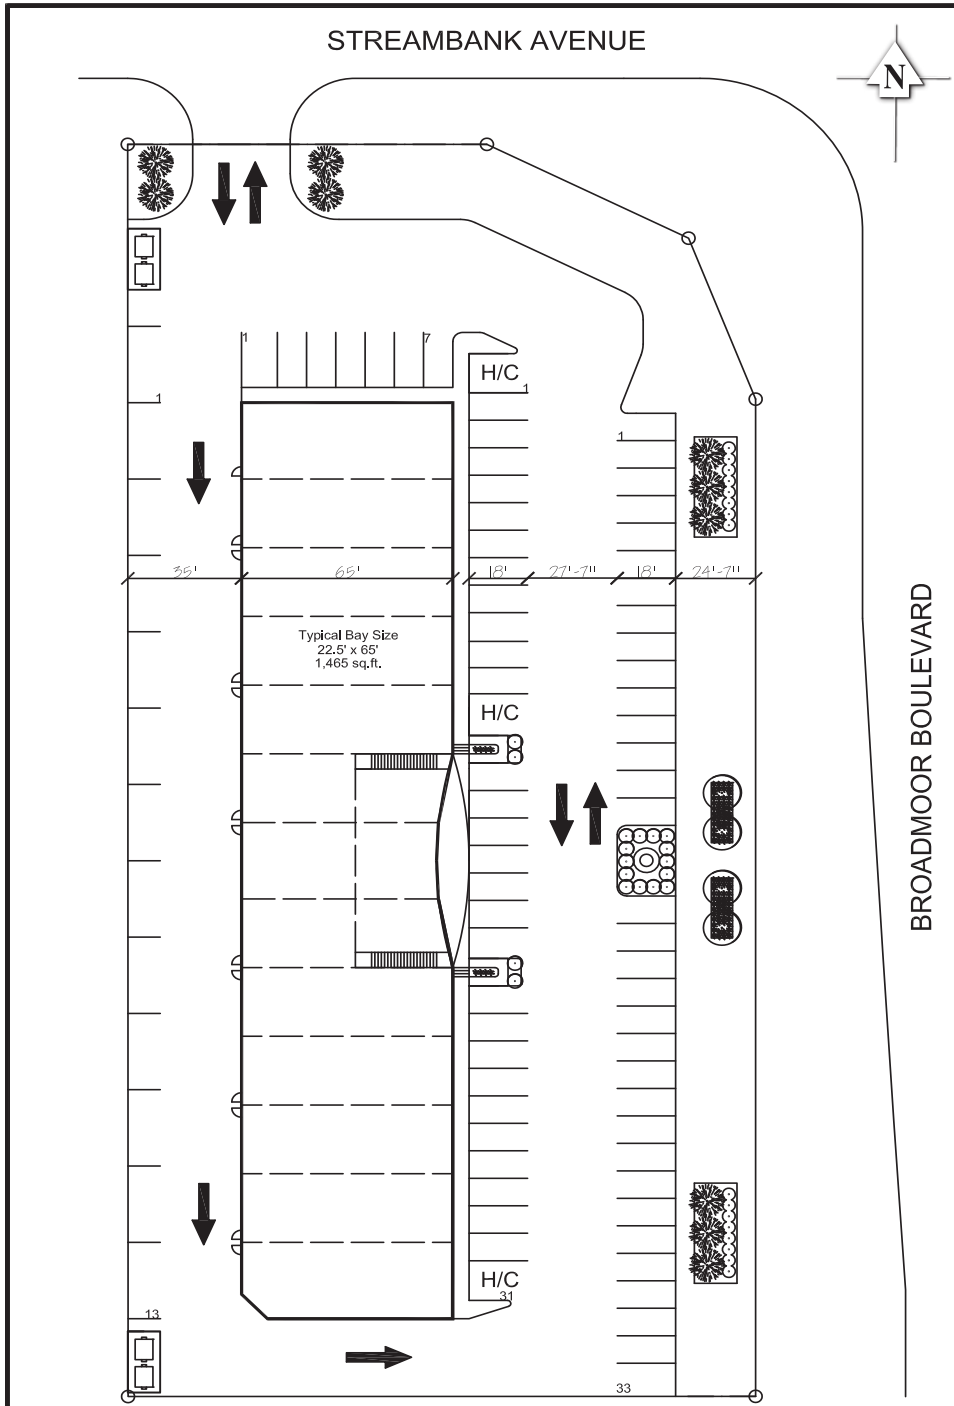 STREAMBANK AVENUE
N
1
7
H/C
1
1
1
35'
65'
18'
27'-7"
18'
24'-7"
Typical Bay Size
22.5' x 65'
1,465 sq.ft.
H/C
BROADMOOR BOULEVARD
H/C
31
13
33